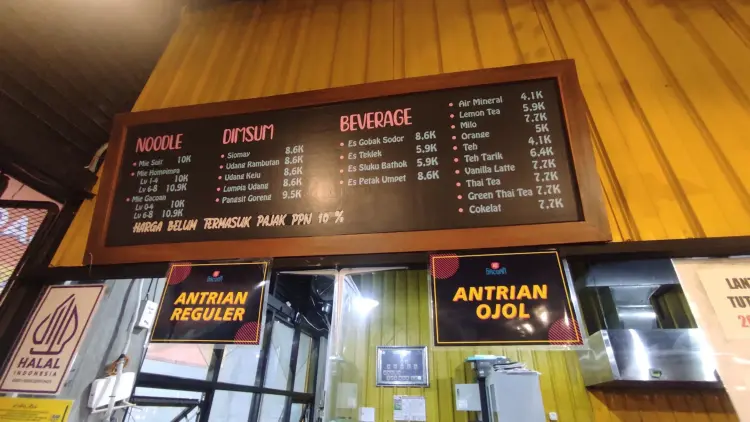 NOODLE
• Mie Suit 10K
• Mie Hompimpa
Lv 1-4 10K
Lv 6-8 10.9K
• Mie Gacoan
Lv 0-4 10K
Lv 6-8 10.9K
DIMSUM
• Siomay 8.6K
• Udang Rambutan 8.6K
• Udang Keju 8.6K
• Lumpia Udang 8.6K
• Pangsit Goreng 9.5K
BEVERAGE
• Es Gobak Sodor 8.6K
• Es Teklek 5.9K
• Es Sluku Bathok 5.9K
• Es Petak Umpet 8.6K
• Air Mineral 4.1K
• Lemon Tea 5.9K
• Milo 7.7K
• Orange 5K
• Teh 4.1K
• Teh Tarik 6.4K
• Vanilla Latte 7.7K
• Thai Tea 7.7K
• Green Thai Tea 7.7K
• Cokelat 7.7K
HARGA BELUM TERMASUK PAJAK PPN 10 %
ANTRIAN
REGULER
ANTRIAN
OJOL
HALAL
INDONESIA